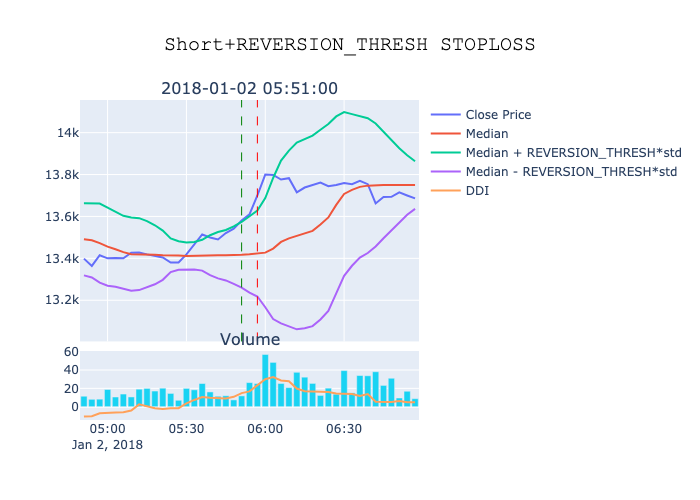 Short+REVERSION_THRESH STOPLOSS
2018-01-02 05:51:00
14k
13.8k
13.6k
13.4k
13.2k
Close Price
Median
Median + REVERSION_THRESH*std
Median - REVERSION_THRESH*std
DDI
Volume
60
40
20
0
05:00 05:30 06:00 06:30
Jan 2, 2018